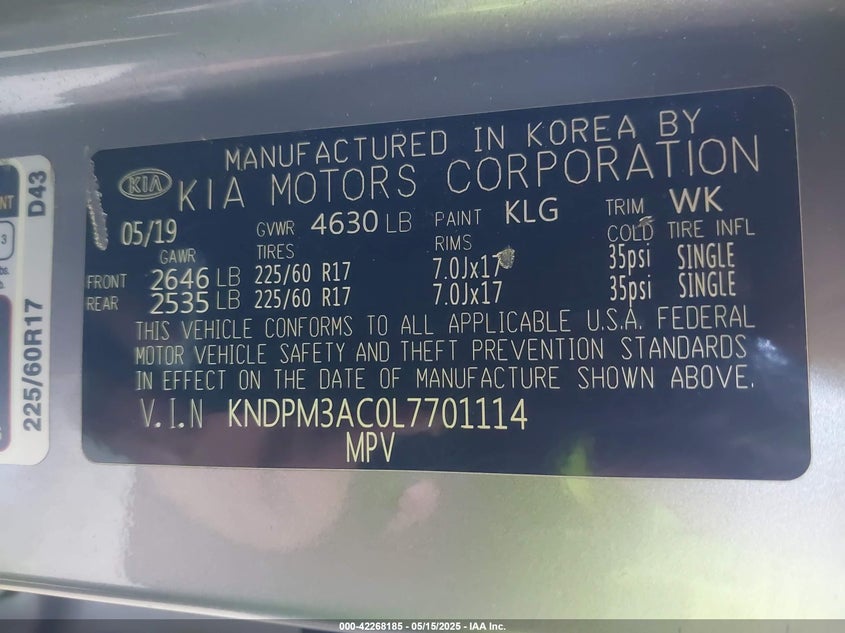 MANUFACTURED IN KOREA BY
KIA KIA MOTORS CORPORATION
05/19 GVWR 4630 LB PAINT KLG TRIM WK
GAWR TIRES RIMS COLD TIRE INFL
FRONT 2646 LB 225/60 R17 7.0Jx17 35psi SINGLE
REAR 2535 LB 225/60 R17 7.0Jx17 35psi SINGLE
THIS VEHICLE CONFORMS TO ALL APPLICABLE U.S.A. FEDERAL
MOTOR VEHICLE SAFETY AND THEFT PREVENTION STANDARDS
IN EFFECT ON THE DATE OF MANUFACTURE SHOWN ABOVE.
V.I.N KNDPM3AC0L7701114
MPV
D43
225/60R17
000-42268185 - 05/15/2025 - IAA Inc.